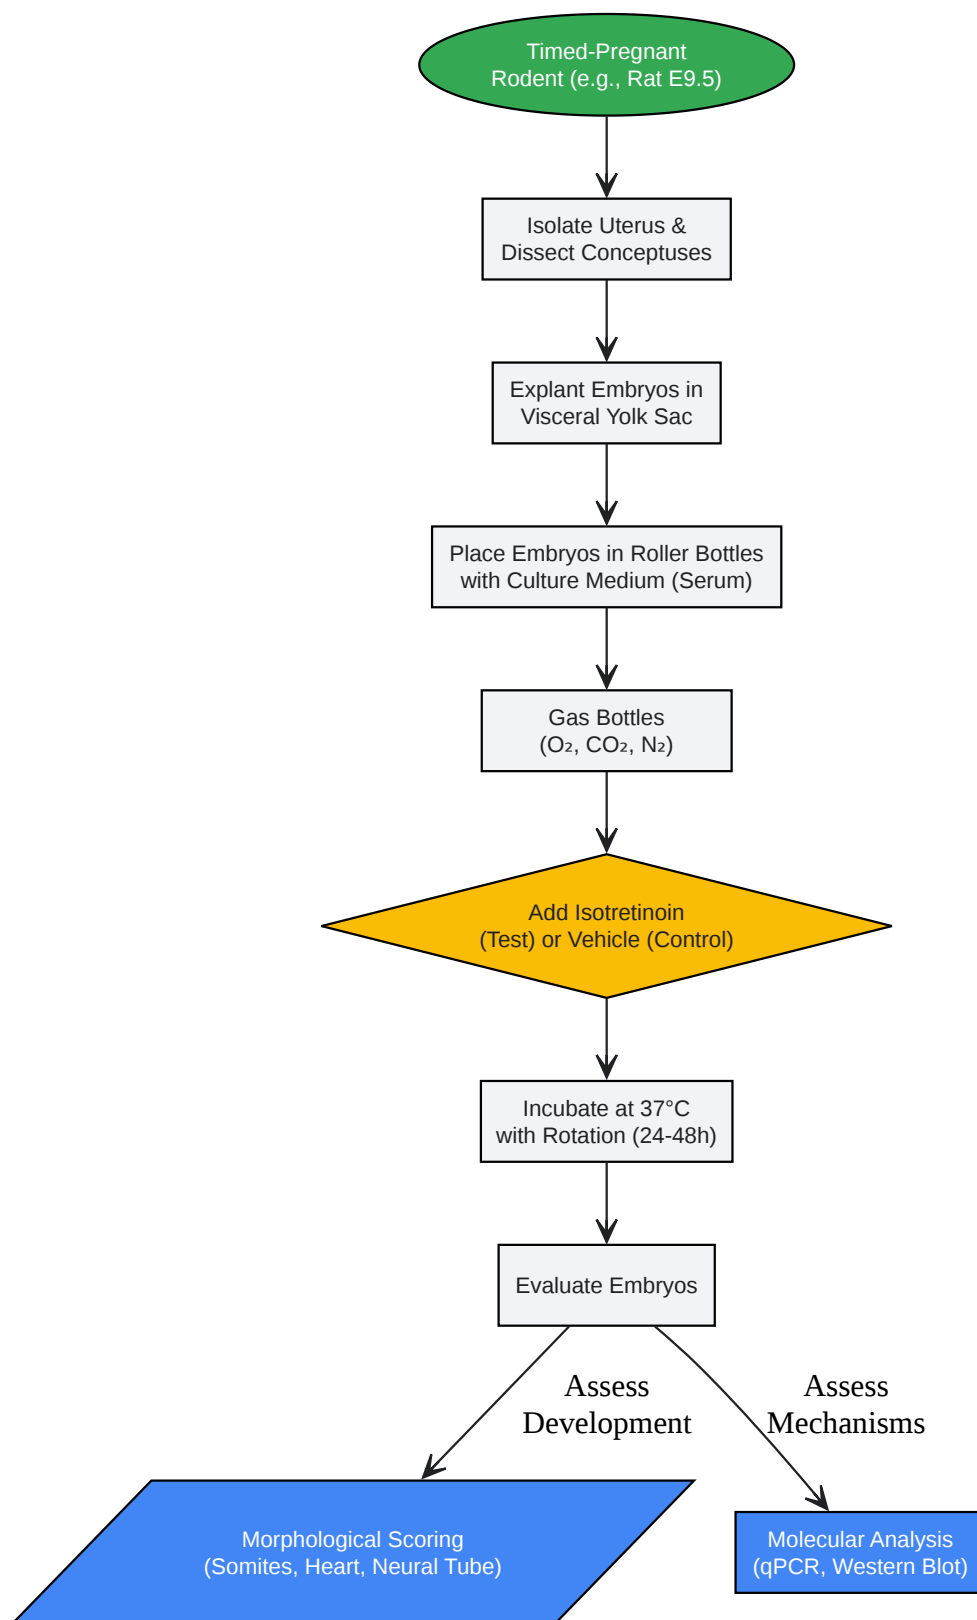 Timed-Pregnant
Rodent (e.g., Rat E9.5)
Isolate Uterus &
Dissect Conceptuses
Explant Embryos in
Visceral Yolk Sac
Place Embryos in Roller Bottles
with Culture Medium (Serum)
Gas Bottles
(O₂, CO₂, N₂)
Add Isotretinoin
(Test) or Vehicle (Control)
Incubate at 37°C
with Rotation (24-48h)
Evaluate Embryos
Assess
Development
Assess
Mechanisms
Morphological Scoring
(Somites, Heart, Neural Tube)
Molecular Analysis
(qPCR, Western Blot)